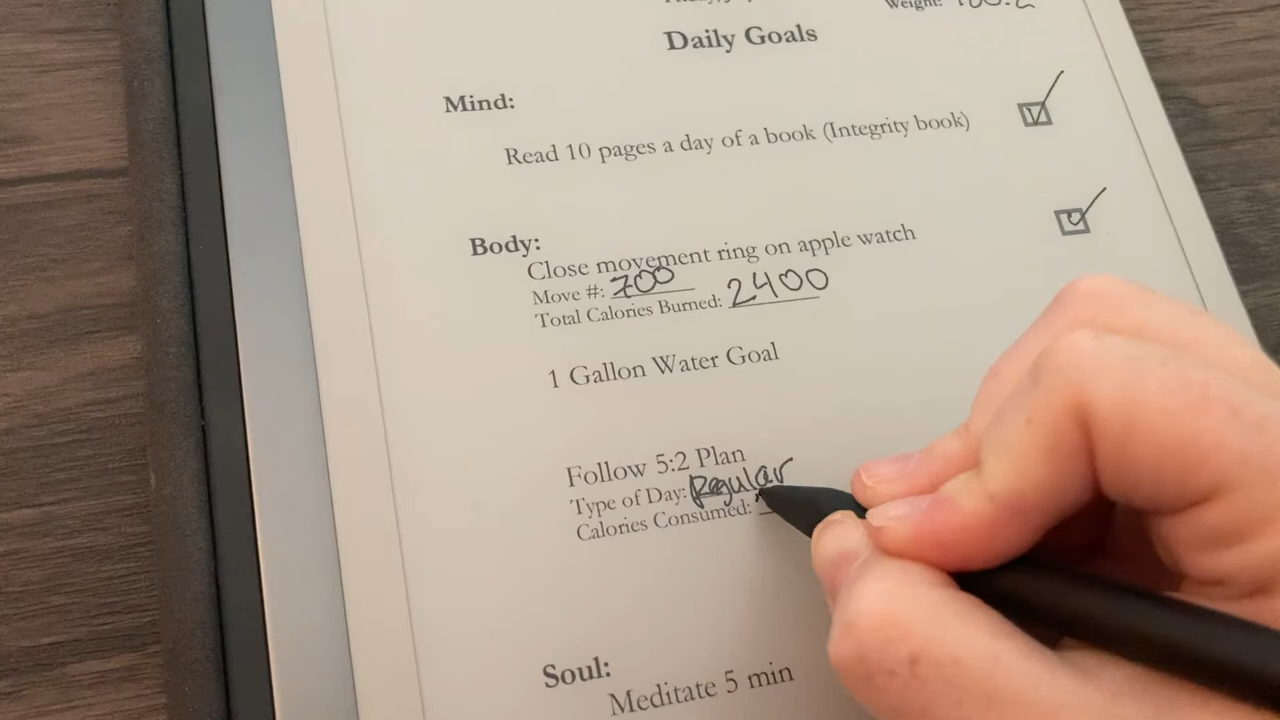 Weight:
Daily Goals
Mind:
Read 10 pages a day of a book (Integrity book)
Body:
Close movement ring on apple watch
Move #: 700
Total Calories Burned: 2400
1 Gallon Water Goal
Follow 5:2 Plan
Type of Day: Regular
Calories Consumed:
Soul:
Meditate 5 min